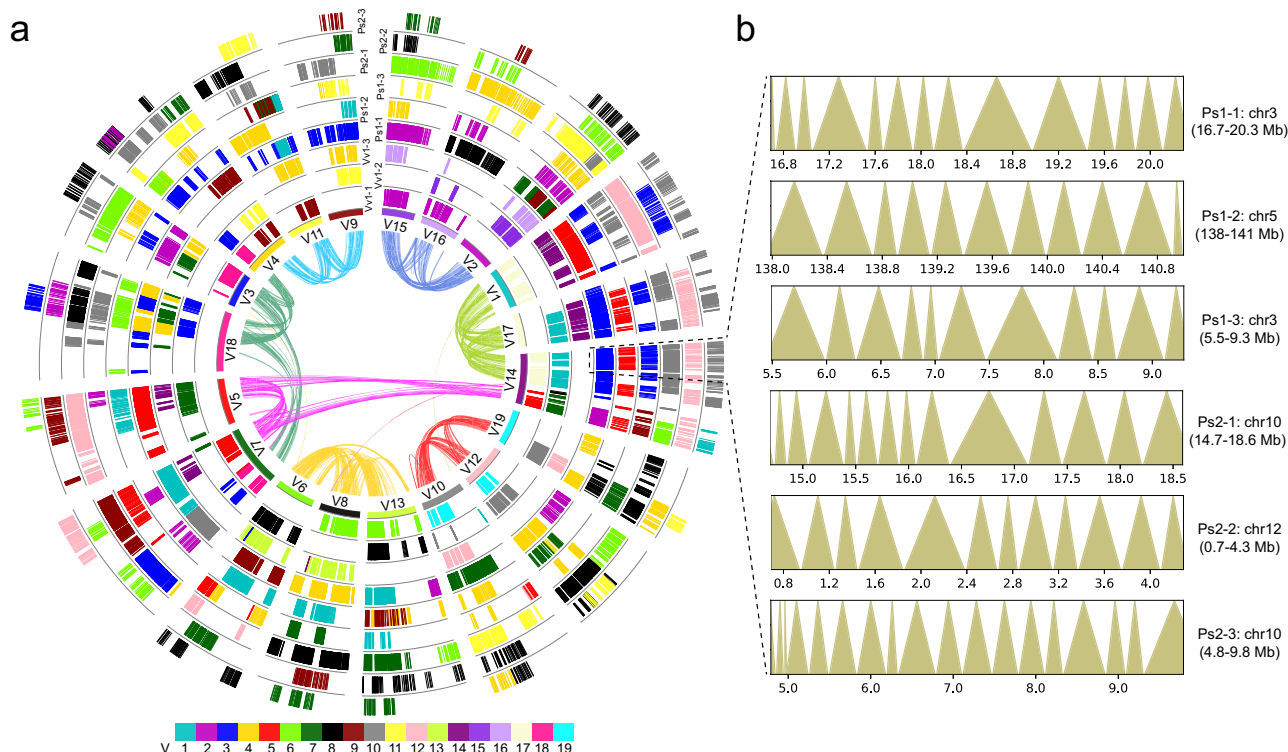 a
b
Ps2-3
Ps2-2
Ps2-1
Ps1-3
Ps1-2
Ps1-1
Vv1-3
Vv1-2
Vv1-1
V9
V15
V11
V16
V4
V2
V3
V1
V18
V17
V5
V14
V7
V19
V6
V12
V8
V13
V10
V 1 2 3 4 5 6 7 8 9 10 11 12 13 14 15 16 17 18 19
Ps1-1: chr3
(16.7-20.3 Mb)
16.8 17.2 17.6 18.0 18.4 18.8 19.2 19.6 20.0
Ps1-2: chr5
(138-141 Mb)
138.0 138.4 138.8 139.2 139.6 140.0 140.4 140.8
Ps1-3: chr3
(5.5-9.3 Mb)
5.5 6.0 6.5 7.0 7.5 8.0 8.5 9.0
Ps2-1: chr10
(14.7-18.6 Mb)
15.0 15.5 16.0 16.5 17.0 17.5 18.0 18.5
Ps2-2: chr12
(0.7-4.3 Mb)
0.8 1.2 1.6 2.0 2.4 2.8 3.2 3.6 4.0
Ps2-3: chr10
(4.8-9.8 Mb)
5.0 6.0 7.0 8.0 9.0